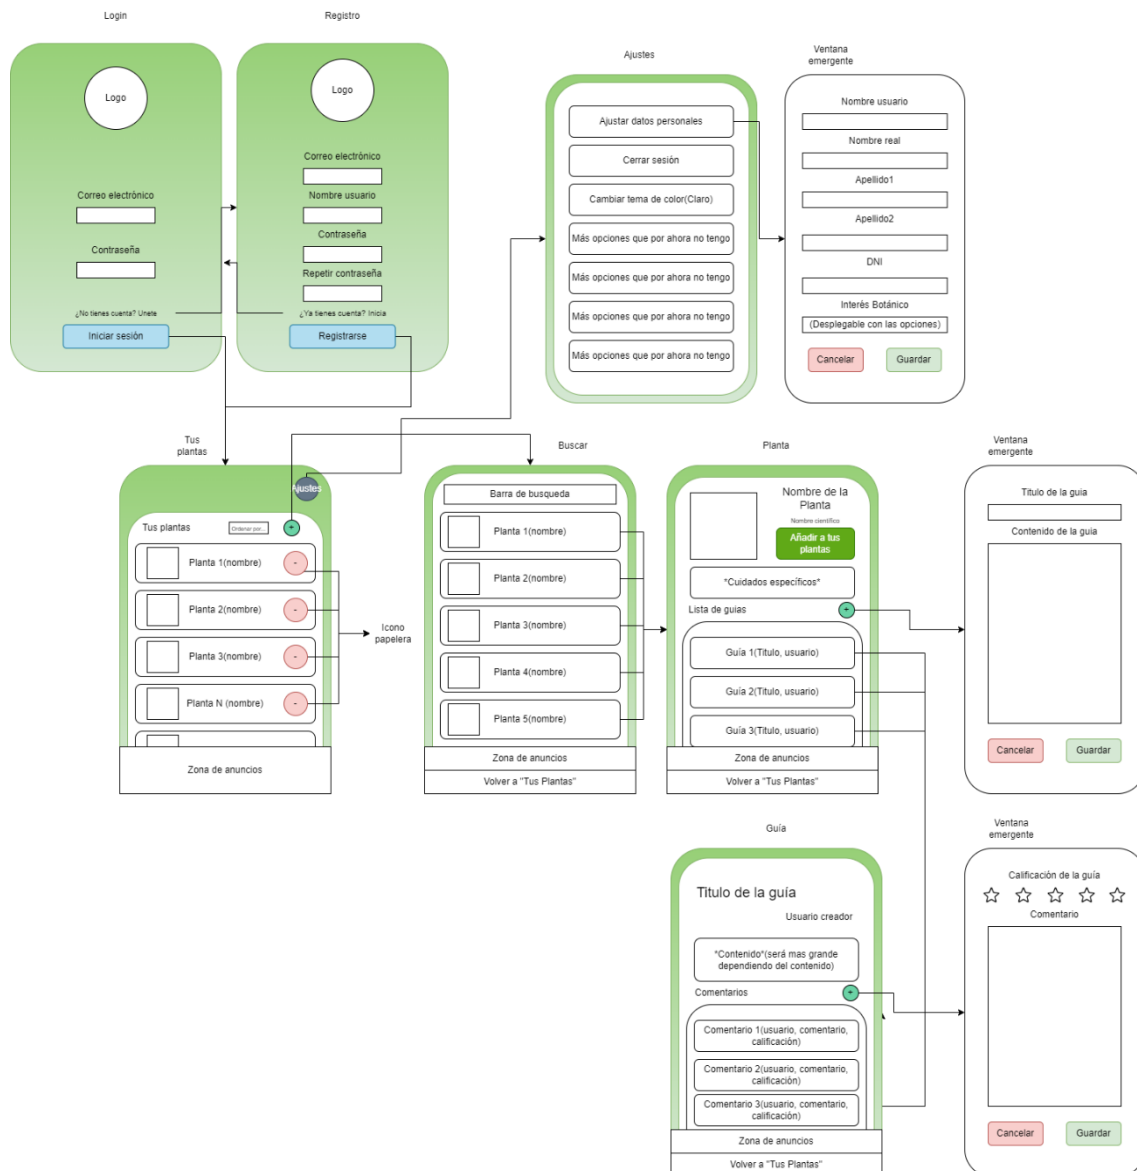 Login
Logo
Correo electrónico
Contraseña
¿No tienes cuenta? Unete
Iniciar sesión
Registro
Logo
Correo electrónico
Nombre usuario
Contraseña
Repetir contraseña
¿Ya tienes cuenta? Inicia
Registrarse
Ajustes
Ajustar datos personales
Cerrar sesión
Cambiar tema de color(Claro)
Más opciones que por ahora no tengo
Más opciones que por ahora no tengo
Más opciones que por ahora no tengo
Más opciones que por ahora no tengo
Ventana
emergente
Nombre usuario
Nombre real
Apellido1
Apellido2
DNI
Interés Botánico
(Desplegable con las opciones)
Cancelar
Guardar
Tus
plantas
Ajustes
Tus plantas
Ordenar por...
+
Planta 1(nombre)
-
Planta 2(nombre)
-
Planta 3(nombre)
-
Planta N (nombre)
-
Zona de anuncios
Icono
papelera
Buscar
Barra de busqueda
Planta 1(nombre)
Planta 2(nombre)
Planta 3(nombre)
Planta 4(nombre)
Planta 5(nombre)
Zona de anuncios
Volver a "Tus Plantas"
Planta
Nombre de la
Planta
Nombre científico
Añadir a tus
plantas
*Cuidados específicos*
Lista de guias
+
Guía 1(Titulo, usuario)
Guía 2(Titulo, usuario)
Guía 3(Titulo, usuario)
Zona de anuncios
Volver a "Tus Plantas"
Ventana
emergente
Titulo de la guia
Contenido de la guia
Cancelar
Guardar
Guía
Titulo de la guía
Usuario creador
*Contenido*(será mas grande
dependiendo del contenido)
Comentarios
+
Comentario 1(usuario, comentario,
calificación)
Comentario 2(usuario, comentario,
calificación)
Comentario 3(usuario, comentario,
calificación)
Zona de anuncios
Volver a "Tus Plantas"
Ventana
emergente
Calificación de la guía
Comentario
Cancelar
Guardar